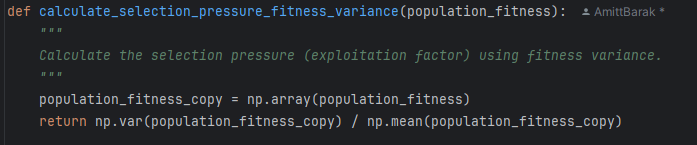 def calculate_selection_pressure_fitness_variance(population_fitness): AmittBarak *
"""
Calculate the selection pressure (exploitation factor) using fitness variance.
"""
population_fitness_copy = np.array(population_fitness)
return np.var(population_fitness_copy) / np.mean(population_fitness_copy)